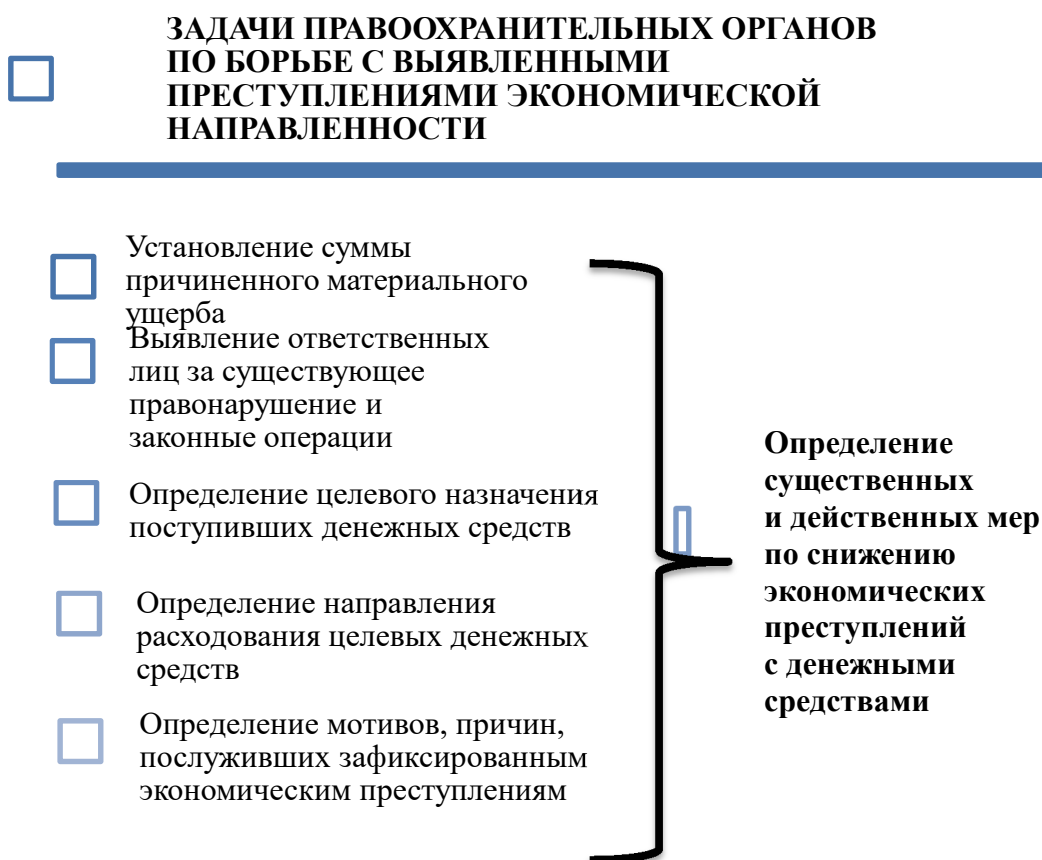 ЗАДАЧИ ПРАВООХРАНИТЕЛЬНЫХ ОРГАНОВ
ПО БОРЬБЕ С ВЫЯВЛЕННЫМИ
ПРЕСТУПЛЕНИЯМИ ЭКОНОМИЧЕСКОЙ
НАПРАВЛЕННОСТИ
Установление суммы
причиненного материального
ущерба
Выявление ответственных
лиц за существующее
правонарушение и
законные операции
Определение целевого назначения
поступивших денежных средств
Определение направления
расходования целевых денежных
средств
Определение мотивов, причин,
послуживших зафиксированным
экономическим преступлениям
Определение
существенных
и действенных мер
по снижению
экономических
преступлений
с денежными
средствами